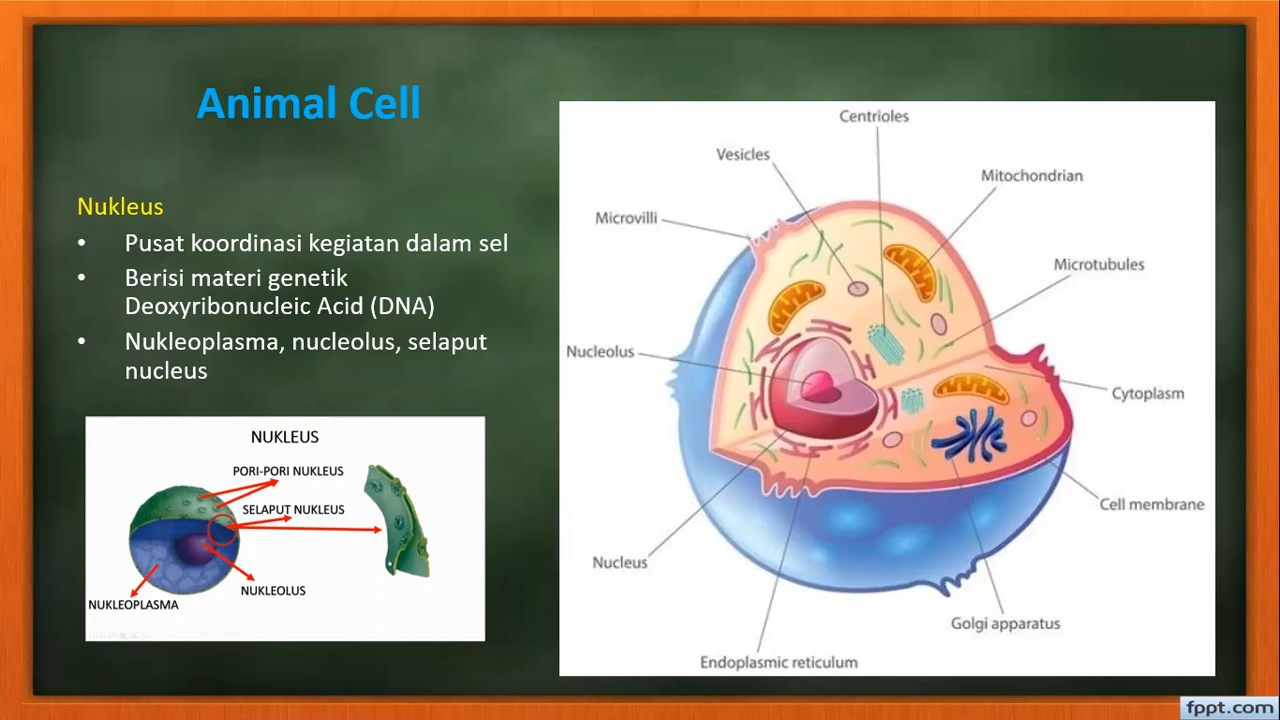 Animal Cell
Nukleus
• Pusat koordinasi kegiatan dalam sel
• Berisi materi genetik
Deoxyribonucleic Acid (DNA)
• Nukleoplasma, nucleolus, selaput
nucleus
NUKLEUS
PORI-PORI NUKLEUS
SELAPUT NUKLEUS
NUKLEOLUS
NUKLEOPLASMA
Centrioles
Vesicles
Mitochondrian
Microvilli
Microtubules
Nucleolus
Cytoplasm
Cell membrane
Nucleus
Golgi apparatus
Endoplasmic reticulum
fppt.com